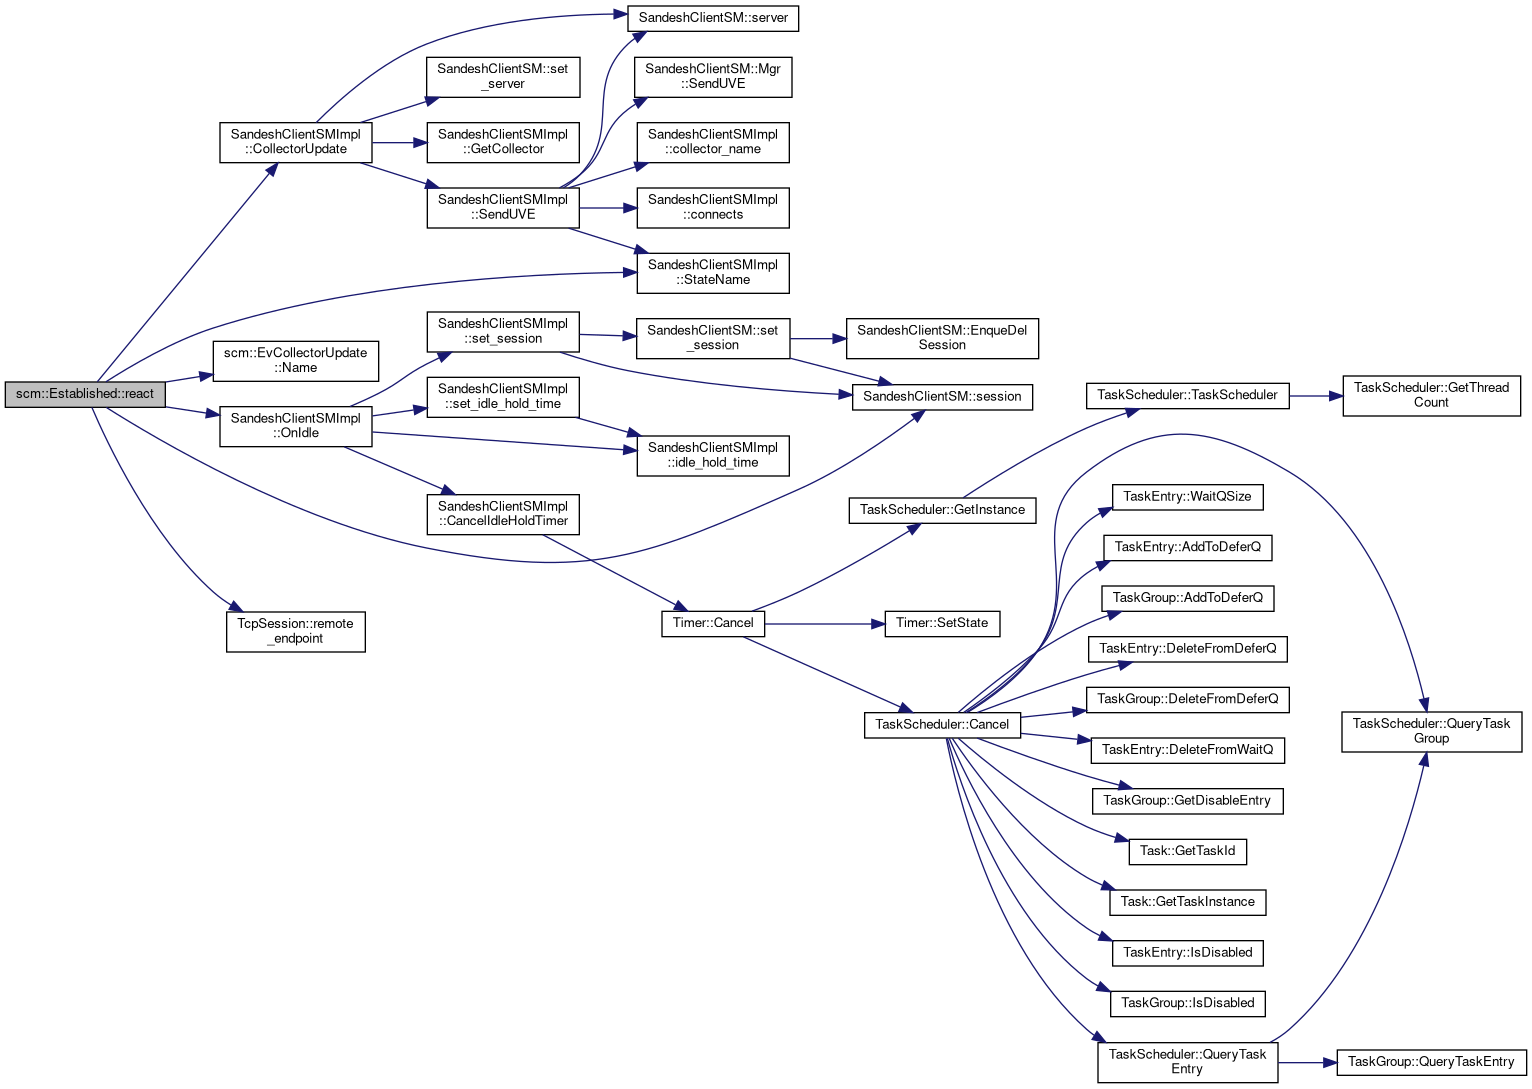 SandeshClientSM::server
SandeshClientSM::set
_server
SandeshClientSM::Mgr
::SendUVE
SandeshClientSMImpl
::CollectorUpdate
SandeshClientSMImpl
::GetCollector
SandeshClientSMImpl
::collector_name
SandeshClientSMImpl
::SendUVE
SandeshClientSMImpl
::connects
SandeshClientSMImpl
::StateName
SandeshClientSMImpl
::set_session
SandeshClientSM::set
_session
SandeshClientSM::EnqueDel
Session
scm::EvCollectorUpdate
::Name
scm::Established::react
SandeshClientSMImpl
::OnIdle
SandeshClientSMImpl
::set_idle_hold_time
SandeshClientSM::session
TaskScheduler::TaskScheduler
TaskScheduler::GetThread
Count
SandeshClientSMImpl
::idle_hold_time
SandeshClientSMImpl
::CancelIdleHoldTimer
TaskScheduler::GetInstance
TaskEntry::WaitQSize
TaskEntry::AddToDeferQ
TaskGroup::AddToDeferQ
TcpSession::remote
_endpoint
Timer::Cancel
Timer::SetState
TaskEntry::DeleteFromDeferQ
TaskGroup::DeleteFromDeferQ
TaskScheduler::Cancel
TaskScheduler::QueryTask
Group
TaskEntry::DeleteFromWaitQ
TaskGroup::GetDisableEntry
Task::GetTaskId
Task::GetTaskInstance
TaskEntry::IsDisabled
TaskGroup::IsDisabled
TaskScheduler::QueryTask
Entry
TaskGroup::QueryTaskEntry